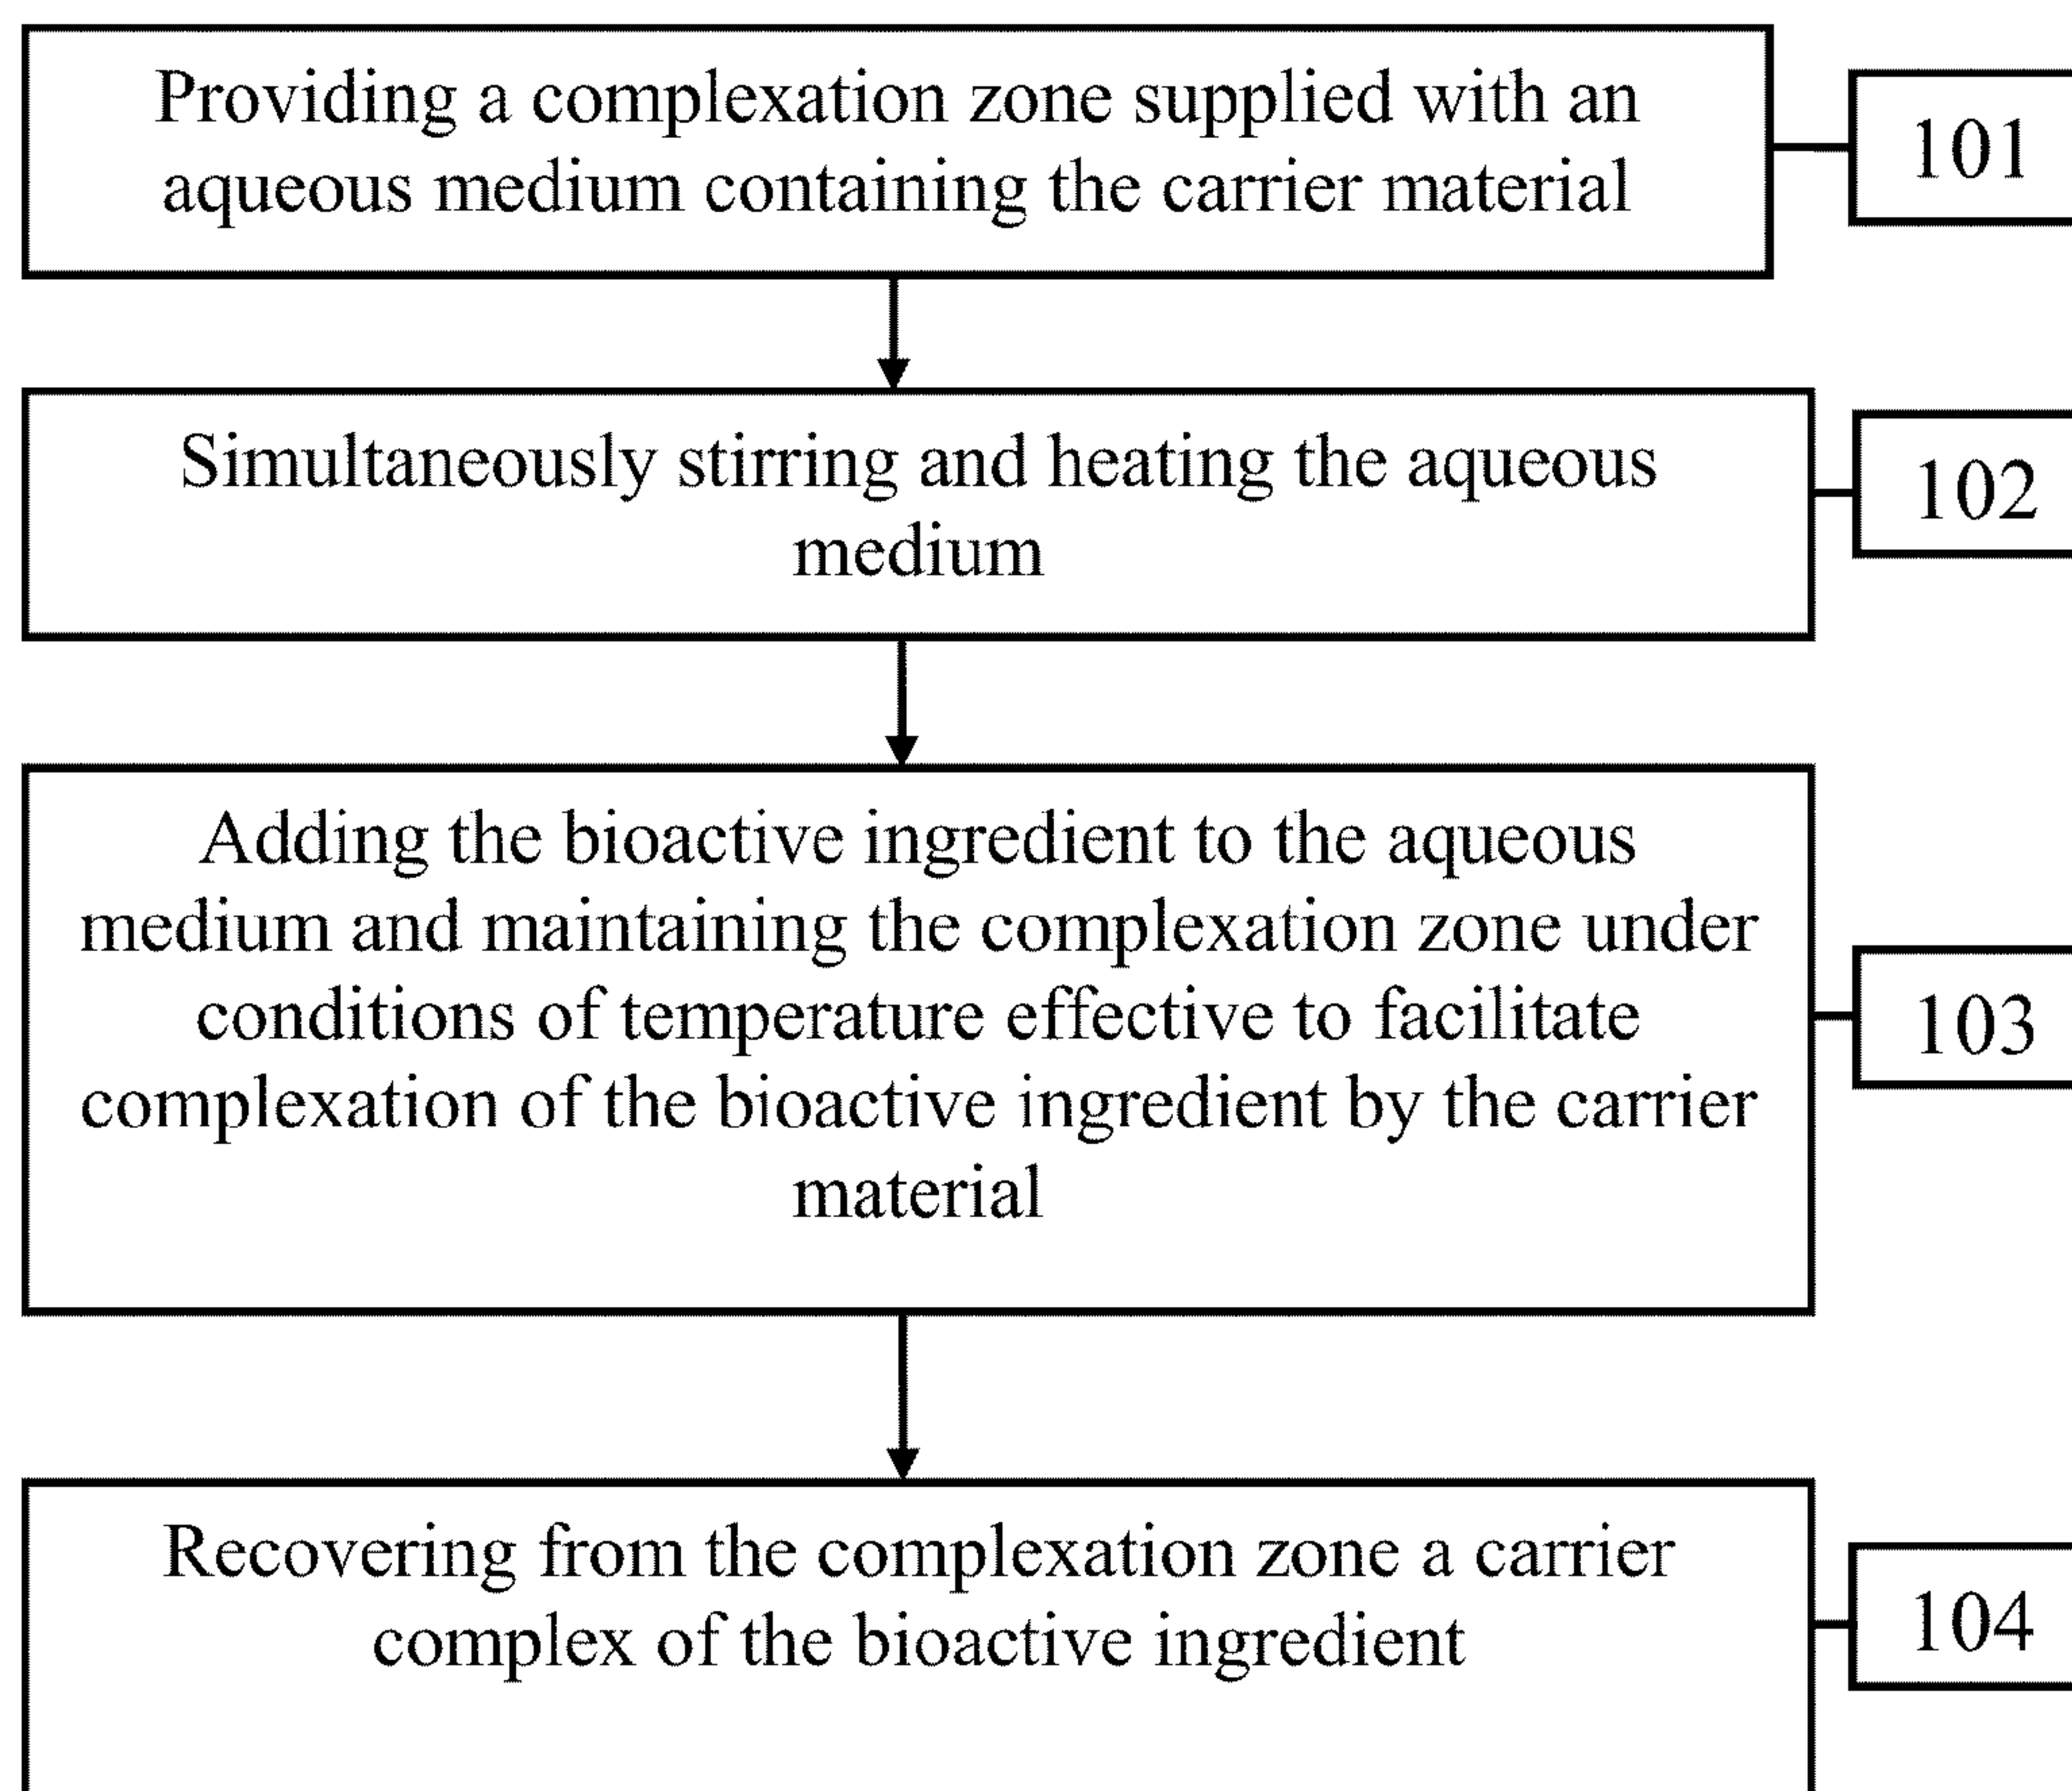 Providing a complexation zone supplied with an
aqueous medium containing the carrier material
101
Simultaneously stirring and heating the aqueous
medium
102
Adding the bioactive ingredient to the aqueous
medium and maintaining the complexation zone under
conditions of temperature effective to facilitate
complexation of the bioactive ingredient by the carrier
material
103
Recovering from the complexation zone a carrier
complex of the bioactive ingredient
104